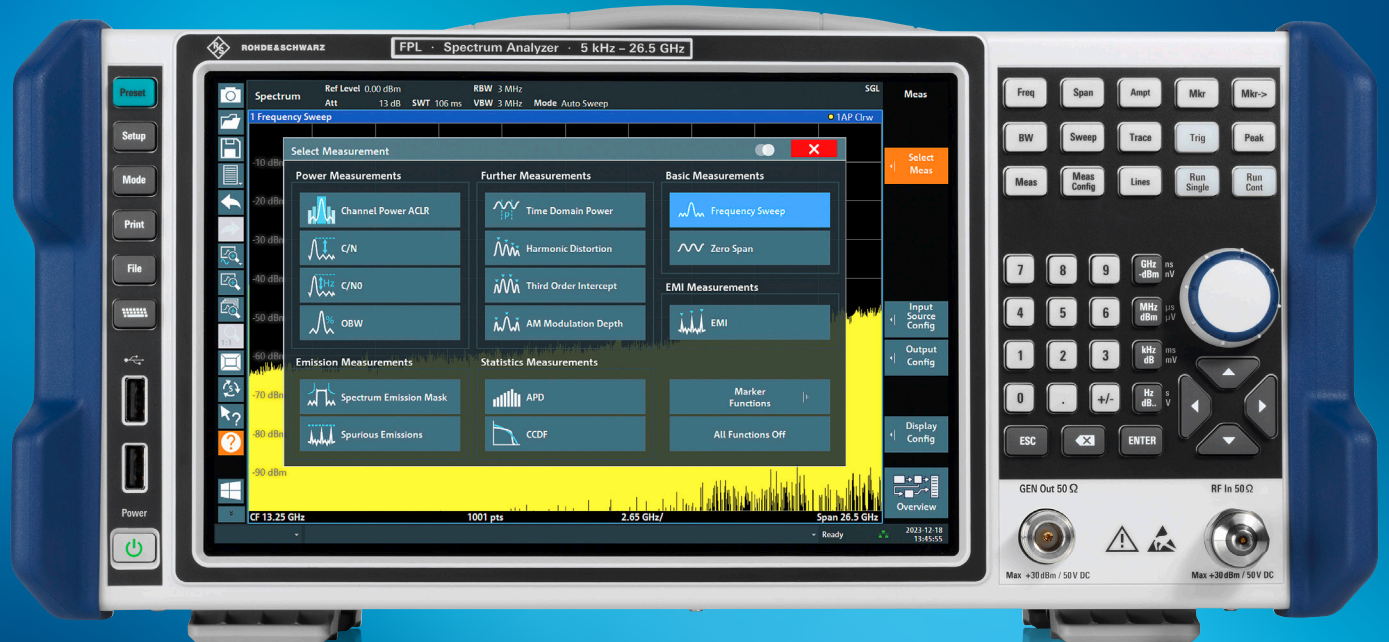 ROHDE&SCHWARZ
FPL · Spectrum Analyzer · 5 kHz – 26.5 GHz
Preset
Setup
Mode
Print
File
Power
Spectrum
Ref Level 0.00 dBm
RBW 3 MHz
SGL
Att 13 dB SWT 106 ms VBW 3 MHz Mode Auto Sweep
1 Frequency Sweep
1AP Clrw
Select Measurement
Power Measurements
Channel Power ACLR
C/N
C/N0
OBW
Further Measurements
Time Domain Power
Harmonic Distortion
Third Order Intercept
AM Modulation Depth
Basic Measurements
Frequency Sweep
Zero Span
EMI Measurements
EMI
Emission Measurements
Spectrum Emission Mask
Spurious Emissions
Statistics Measurements
APD
CCDF
Marker
Functions
All Functions Off
-10 dBm
-20 dBm
-30 dBm
-40 dBm
-50 dBm
-60 dBm
-70 dBm
-80 dBm
-90 dBm
CF 13.25 GHz 1001 pts 2.65 GHz/ Span 26.5 GHz
Ready
2023-12-18
13:45:55
Meas
Select
Meas
Input
Source
Config
Output
Config
Display
Config
Overview
Freq Span Ampt Mkr Mkr->
BW Sweep Trace Trig Peak
Meas Meas Config Lines Run Single Run Cont
7 8 9 GHz -dBm ns nV
4 5 6 MHz dBm µs µV
1 2 3 kHz dB ms mV
0 . +/- Hz dB.. s V
ESC ENTER
GEN Out 50 Ω
RF In 50 Ω
Max +30 dBm / 50 V DC
Max +30 dBm / 50 V DC